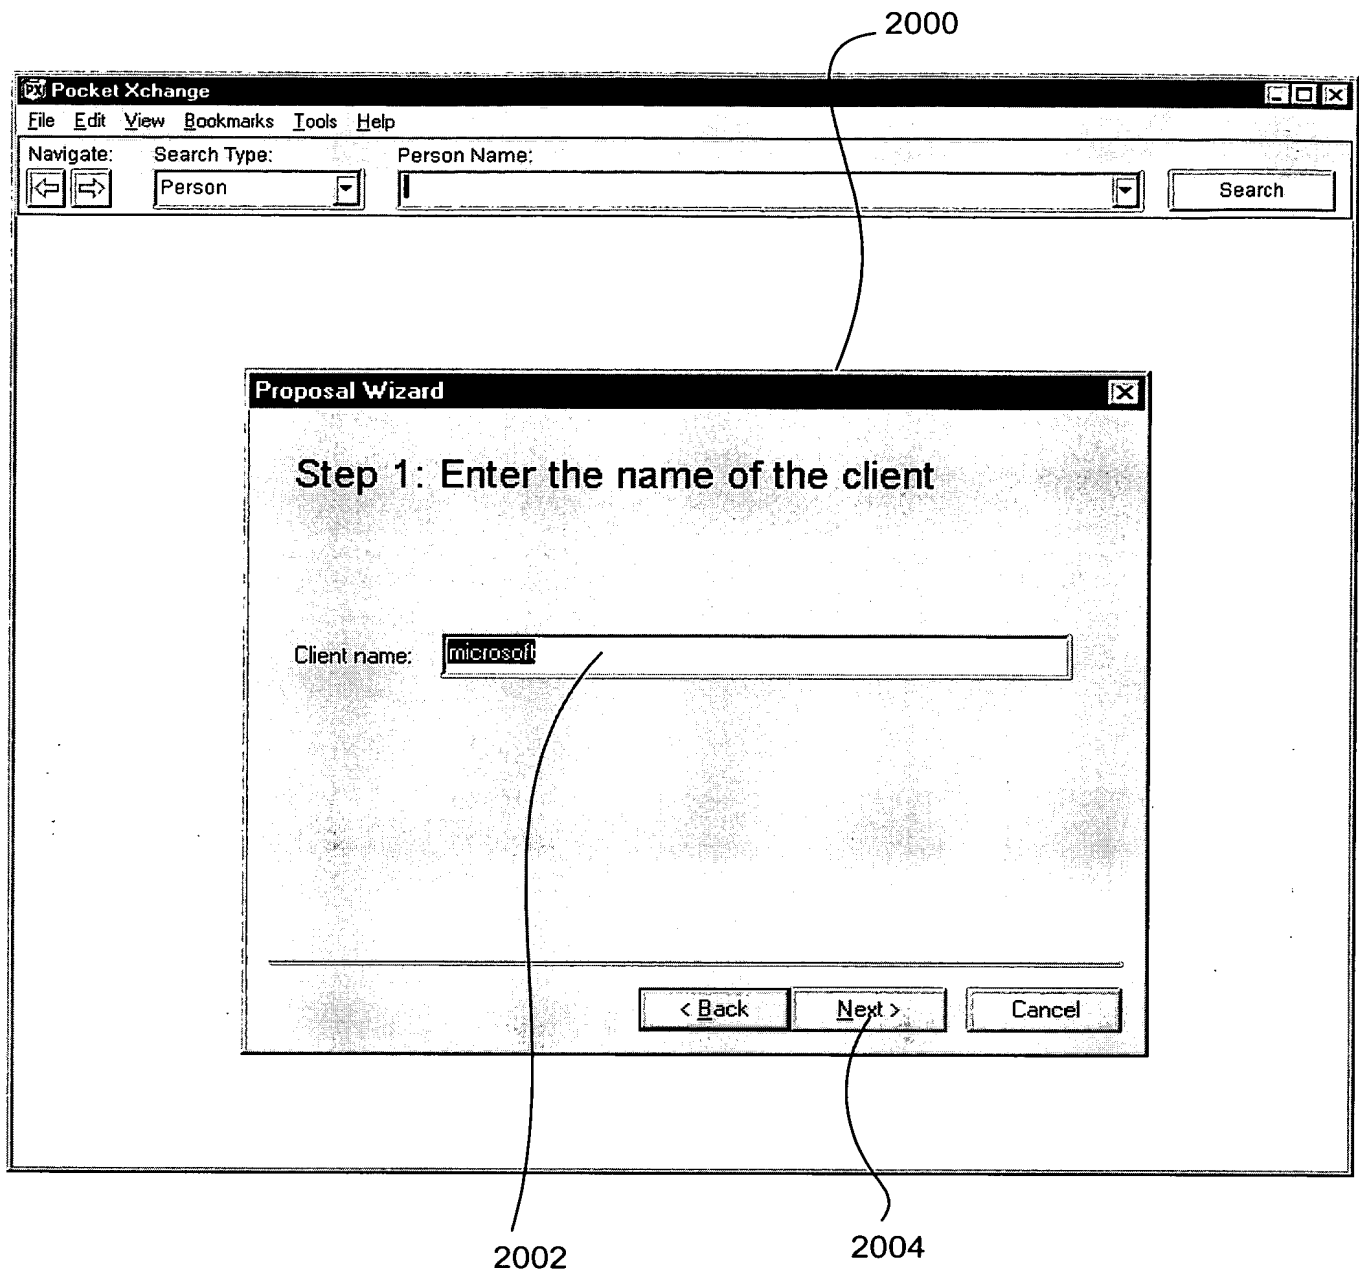 2000
PX Pocket Xchange
File Edit View Bookmarks Tools Help
Navigate: Search Type: Person Name:
Person Search
Proposal Wizard
Step 1: Enter the name of the client
Client name: microsoft
< Back Next > Cancel
2002 2004